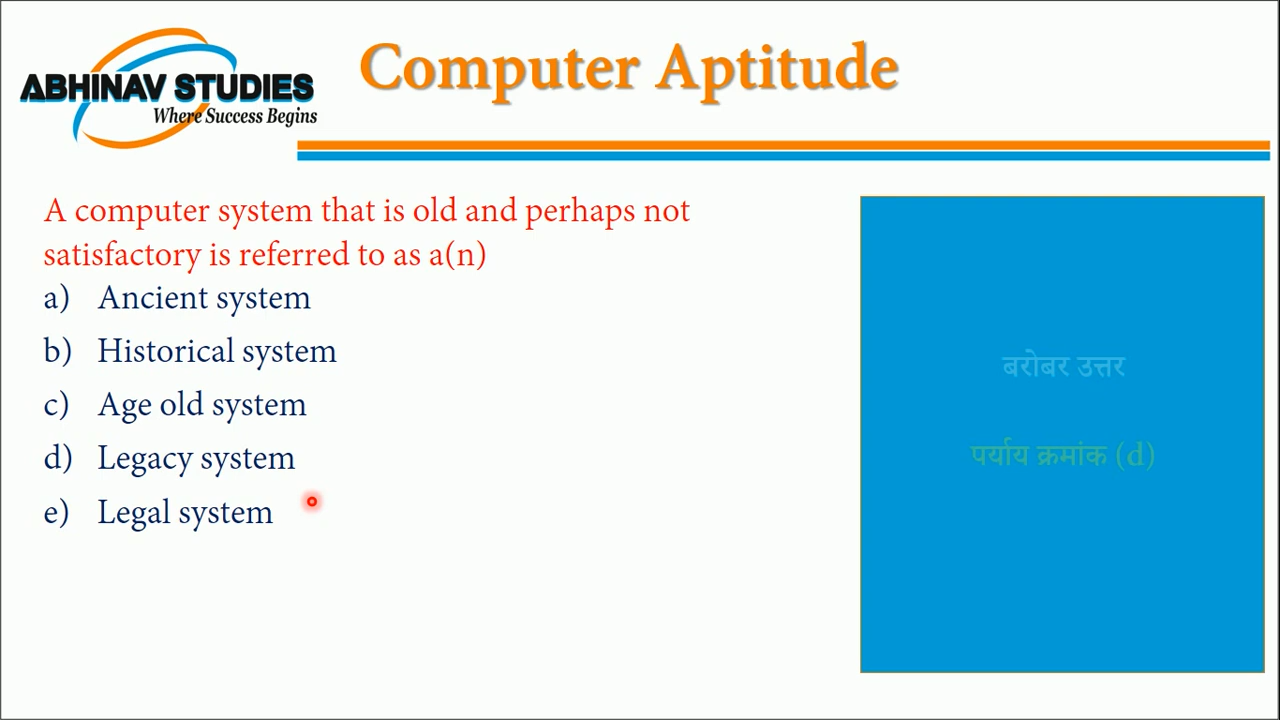 ABHINAV STUDIES
Where Success Begins
Computer Aptitude
A computer system that is old and perhaps not
satisfactory is referred to as a(n)
a) Ancient system
b) Historical system
c) Age old system
d) Legacy system
e) Legal system
बरोबर उत्तर
पर्याय क्रमांक (d)